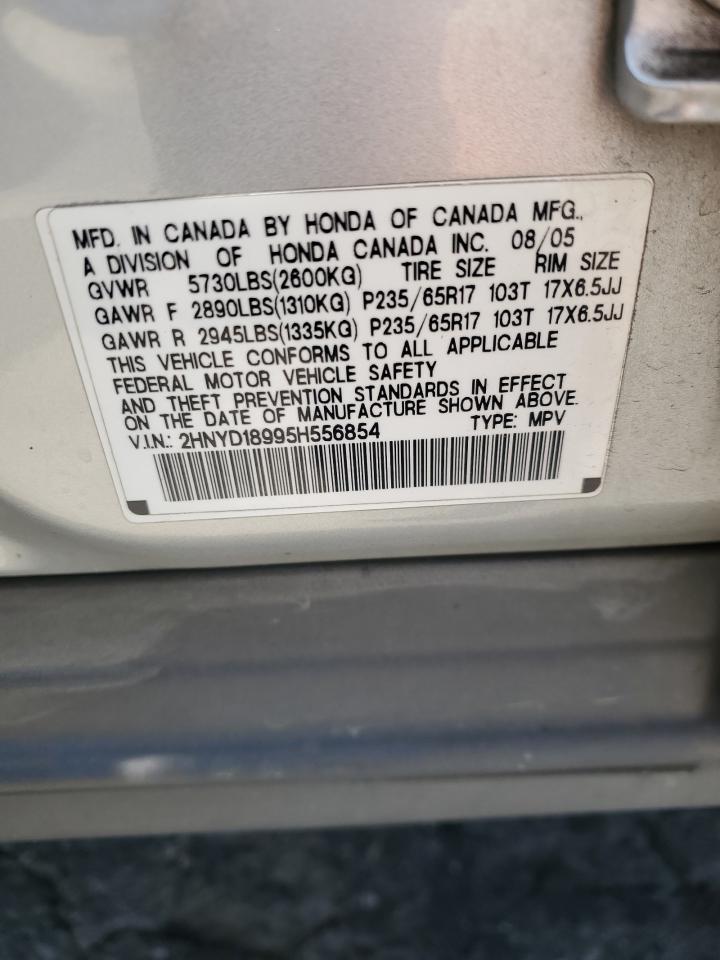 MFD. IN CANADA BY HONDA OF CANADA MFG.,
A DIVISION OF HONDA CANADA INC. 08/05
GVWR 5730LBS(2600KG) TIRE SIZE RIM SIZE
GAWR F 2890LBS(1310KG) P235/65R17 103T 17X6.5JJ
GAWR R 2945LBS(1335KG) P235/65R17 103T 17X6.5JJ
THIS VEHICLE CONFORMS TO ALL APPLICABLE
FEDERAL MOTOR VEHICLE SAFETY
AND THEFT PREVENTION STANDARDS IN EFFECT
ON THE DATE OF MANUFACTURE SHOWN ABOVE.
V.I.N.: 2HNYD18995H556854 TYPE: MPV